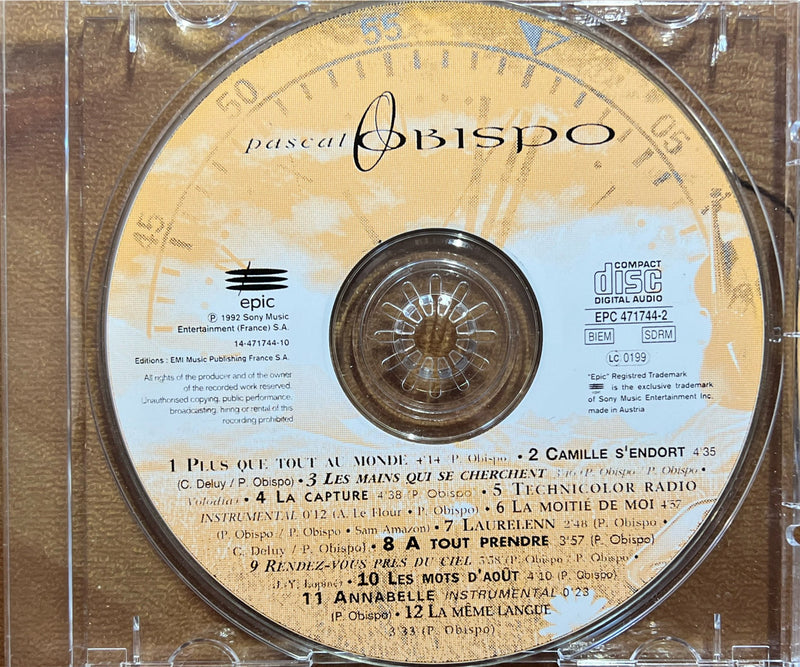 55
50
05
45
pascal OBISPO
epic
℗ 1992 Sony Music
Entertainment (France) S.A.
14-471744-10
Editions : EMI Music Publishing France S.A.
All rights of the producer and of the owner
of the recorded work reserved.
Unauthorised copying, public performance,
broadcasting, hiring or rental of this
recording prohibited
COMPACT
disc
DIGITAL AUDIO
EPC 471744-2
BIEM SDRM
LC 0199
"Epic" Registred Trademark
is the exclusive trademark
of Sony Music Entertainment Inc.
made in Austria
1 PLUS QUE TOUT AU MONDE 4'14 (P. Obispo) • 2 CAMILLE S'ENDORT 4'35
(C. Deluy / P. Obispo) • 3 LES MAINS QUI SE CHERCHENT 3'16 (P. Obispo / P. Obispo •
Volodia) • 4 LA CAPTURE 4'38 (P. Obispo) • 5 TECHNICOLOR RADIO
INSTRUMENTAL 0'12 (A. Le Flour • P. Obispo) • 6 LA MOITIÉ DE MOI 4'57
(P. Obispo / P. Obispo • Sam Amazon) • 7 LAURELENN 2'48 (P. Obispo •
C. Deluy / P. Obispo) • 8 A TOUT PRENDRE 3'57 (P. Obispo)
9 RENDEZ-VOUS PRÈS DU CIEL (P. Obispo / P. Obispo •
J.-Y. Lopine) • 10 LES MOTS D'AOÛT 4'10 (P. Obispo)
11 ANNABELLE INSTRUMENTAL 0'23
(P. Obispo) • 12 LA MÊME LANGUE
3'33 (P. Obispo)